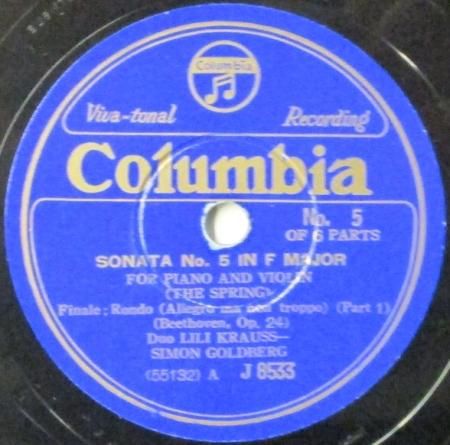 Columbia
Viva-tonal Recording
Columbia
No. 5
OF 6 PARTS
SONATA No. 5 IN F MAJOR
FOR PIANO AND VIOLIN
(THE SPRING)
Finale; Rondo (Allegro ma non troppo) (Part 1)
(Beethoven, Op. 24)
Duo LILI KRAUSS—
SIMON GOLDBERG
(55132) A J 8533